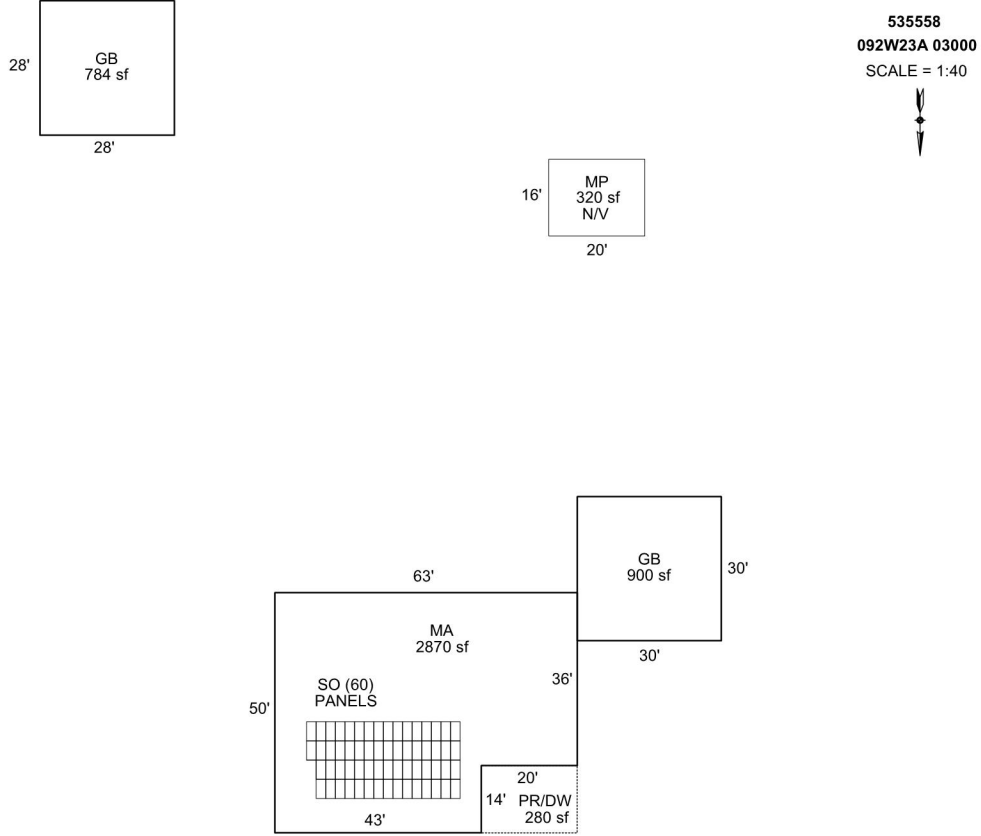 535558
092W23A 03000
SCALE = 1:40
GB
28'
784 sf
28'
MP
16'
320 sf
N/V
20'
GB
900 sf
30'
30'
63'
MA
2870 sf
36'
SO (60)
PANELS
50'
20'
14'
PR/DW
280 sf
43'